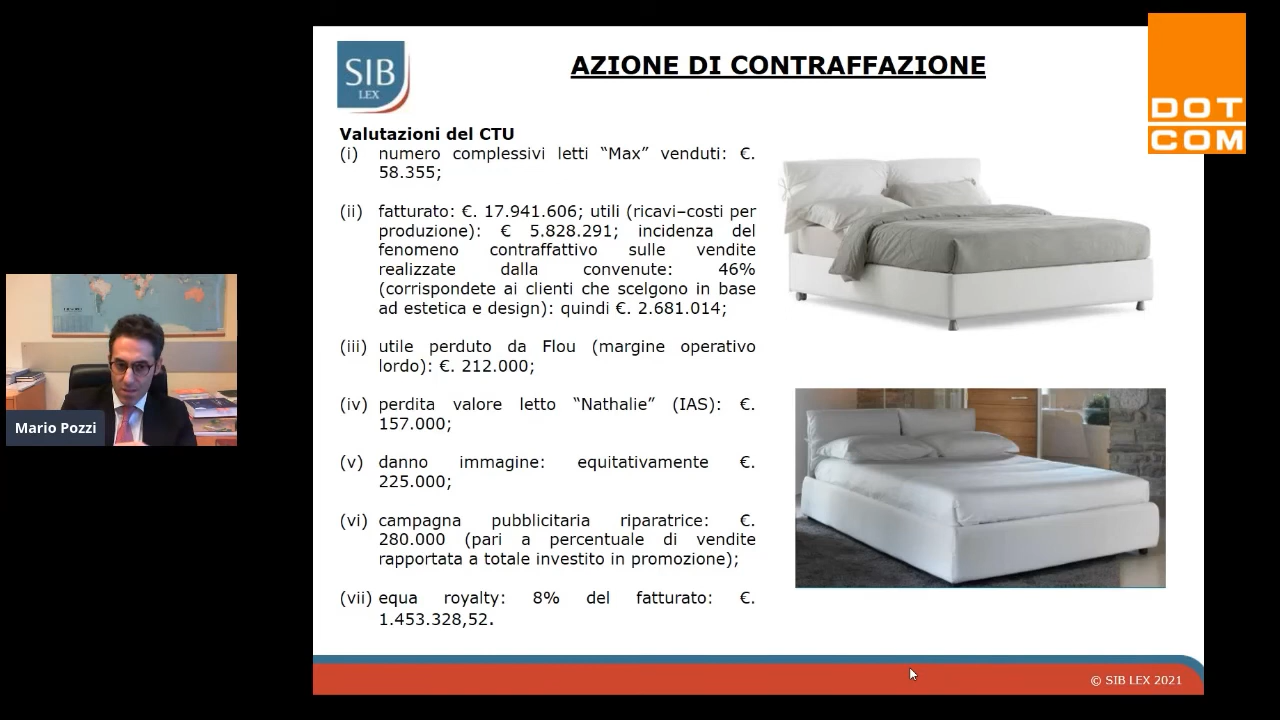 SIB
LEX
AZIONE DI CONTRAFFAZIONE
DOT
COM
Valutazioni del CTU
(i) numero complessivi letti “Max” venduti: €.
58.355;
(ii) fatturato: €. 17.941.606; utili (ricavi–costi per
produzione): € 5.828.291; incidenza del
fenomeno contraffattivo sulle vendite
realizzate dalla convenute: 46%
(corrispondete ai clienti che scelgono in base
ad estetica e design): quindi €. 2.681.014;
(iii) utile perduto da Flou (margine operativo
lordo): €. 212.000;
(iv) perdita valore letto “Nathalie” (IAS): €.
157.000;
(v) danno immagine: equitativamente €.
225.000;
(vi) campagna pubblicitaria riparatrice: €.
280.000 (pari a percentuale di vendite
rapportata a totale investito in promozione);
(vii) equa royalty: 8% del fatturato: €.
1.453.328,52.
Mario Pozzi
© SIB LEX 2021